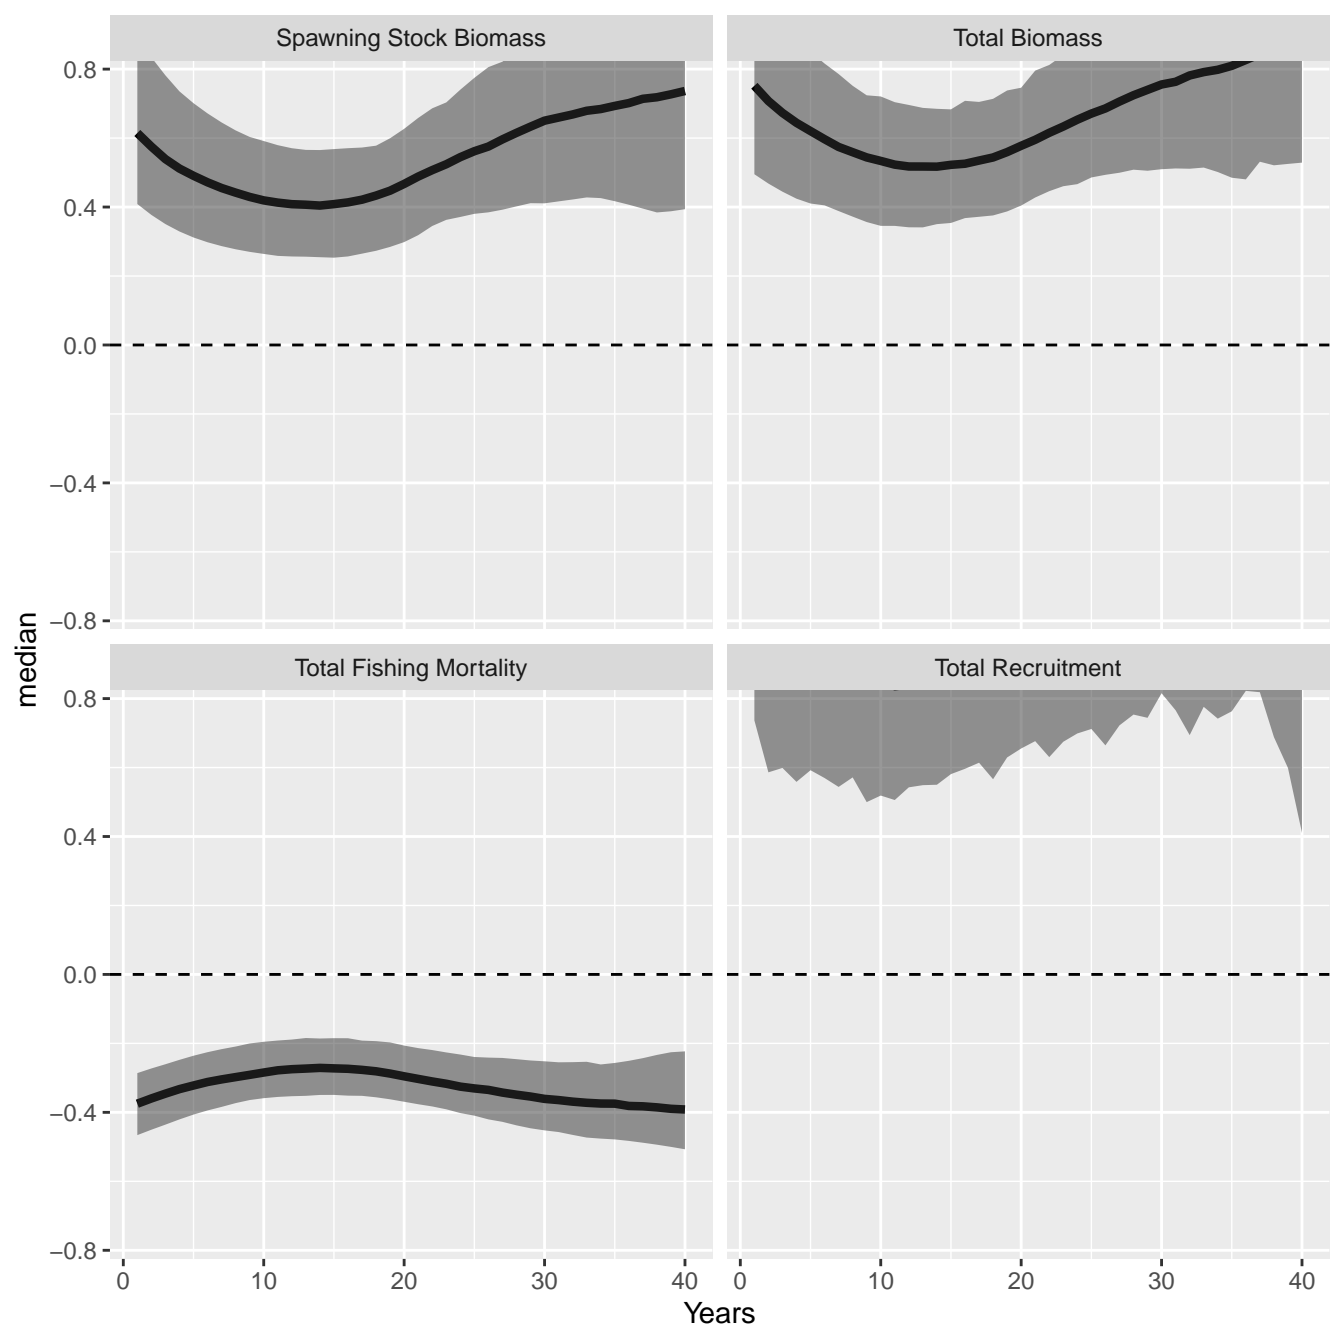 Spawning Stock Biomass
Total Biomass
0.8
0.4
0.0
−0.4
−0.8
median
Total Fishing Mortality
Total Recruitment
0.8
0.4
0.0
−0.4
−0.8
0 10 20 30 40
0 10 20 30 40
Years